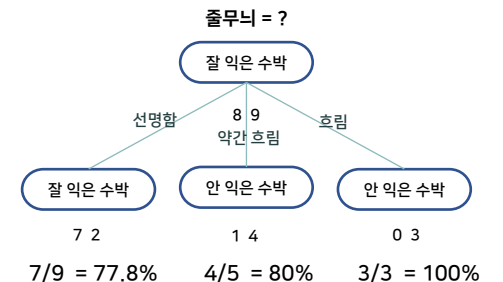 줄무늬 = ?
잘 익은 수박
선명함
8 9
약간 흐림
흐림
잘 익은 수박
안 익은 수박
안 익은 수박
7 2
1 4
0 3
7/9 = 77.8%
4/5 = 80%
3/3 = 100%